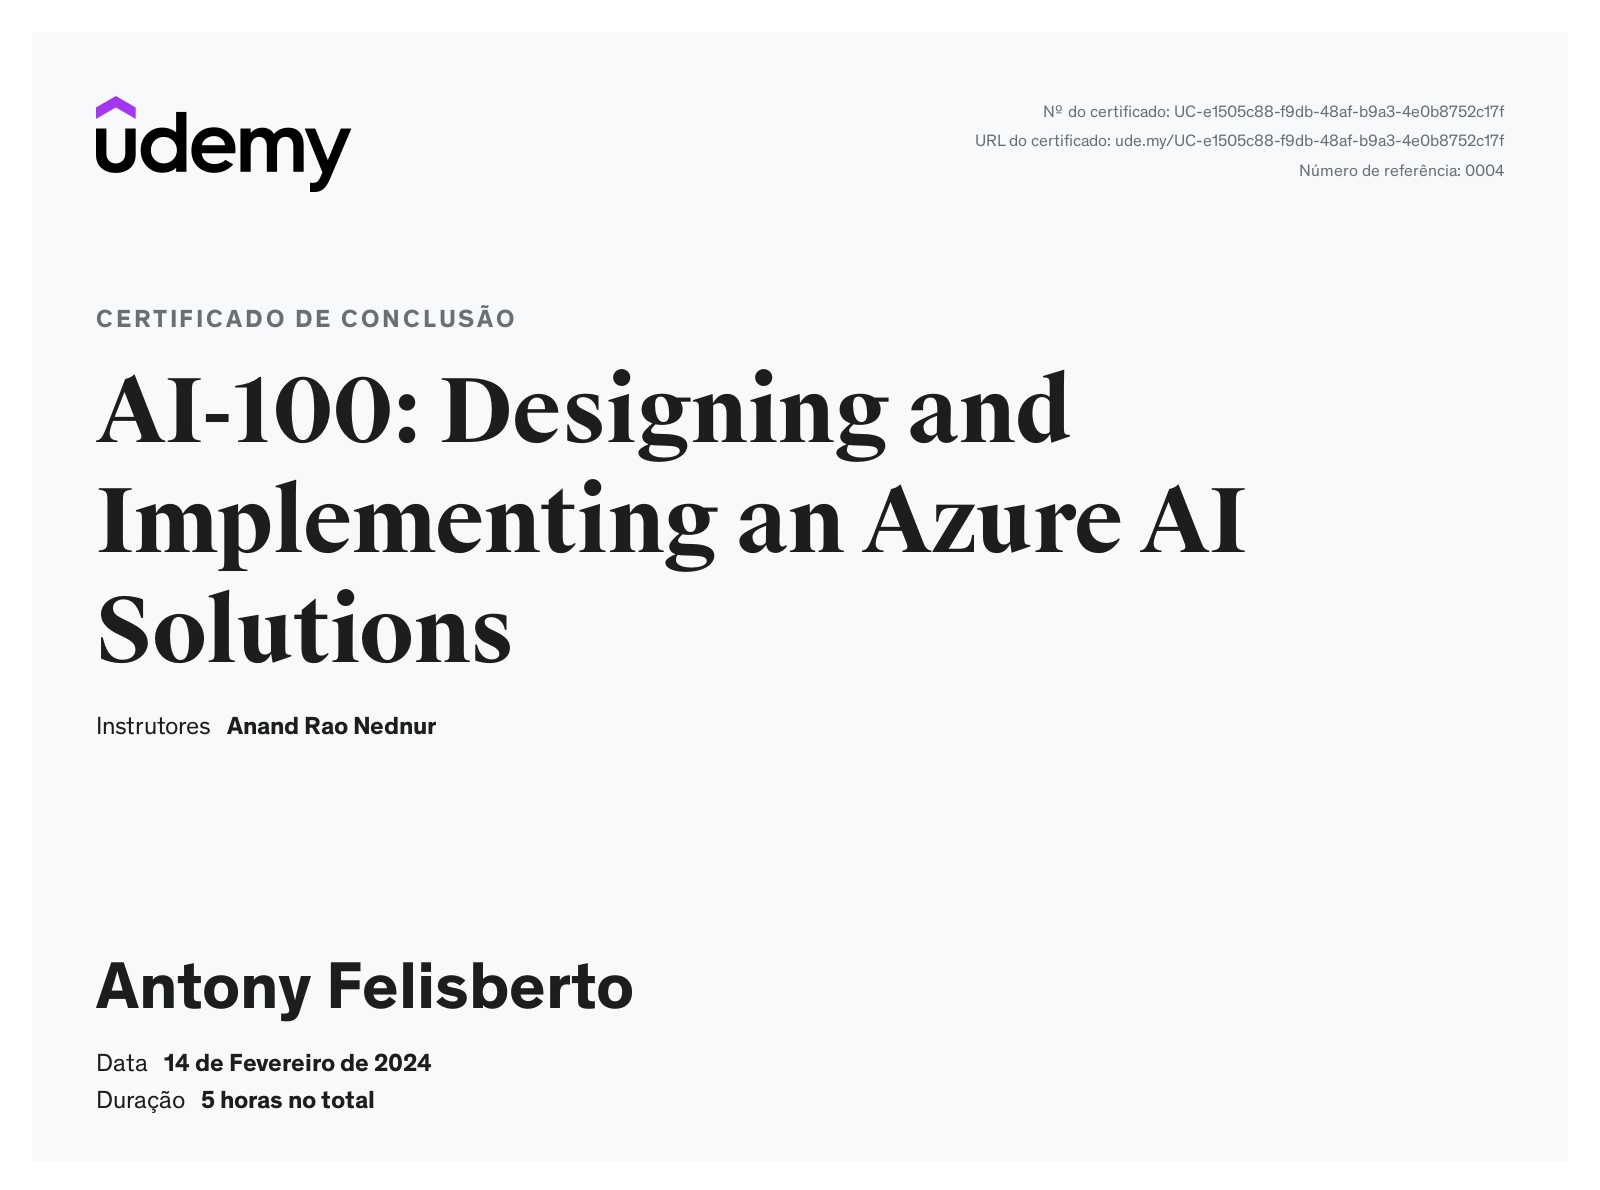 udemy
Nº do certificado: UC-e1505c88-f9db-48af-b9a3-4e0b8752c17f
URL do certificado: ude.my/UC-e1505c88-f9db-48af-b9a3-4e0b8752c17f
Número de referência: 0004
CERTIFICADO DE CONCLUSÃO
AI-100: Designing and
Implementing an Azure AI
Solutions
Instrutores Anand Rao Nednur
Antony Felisberto
Data 14 de Fevereiro de 2024
Duração 5 horas no total